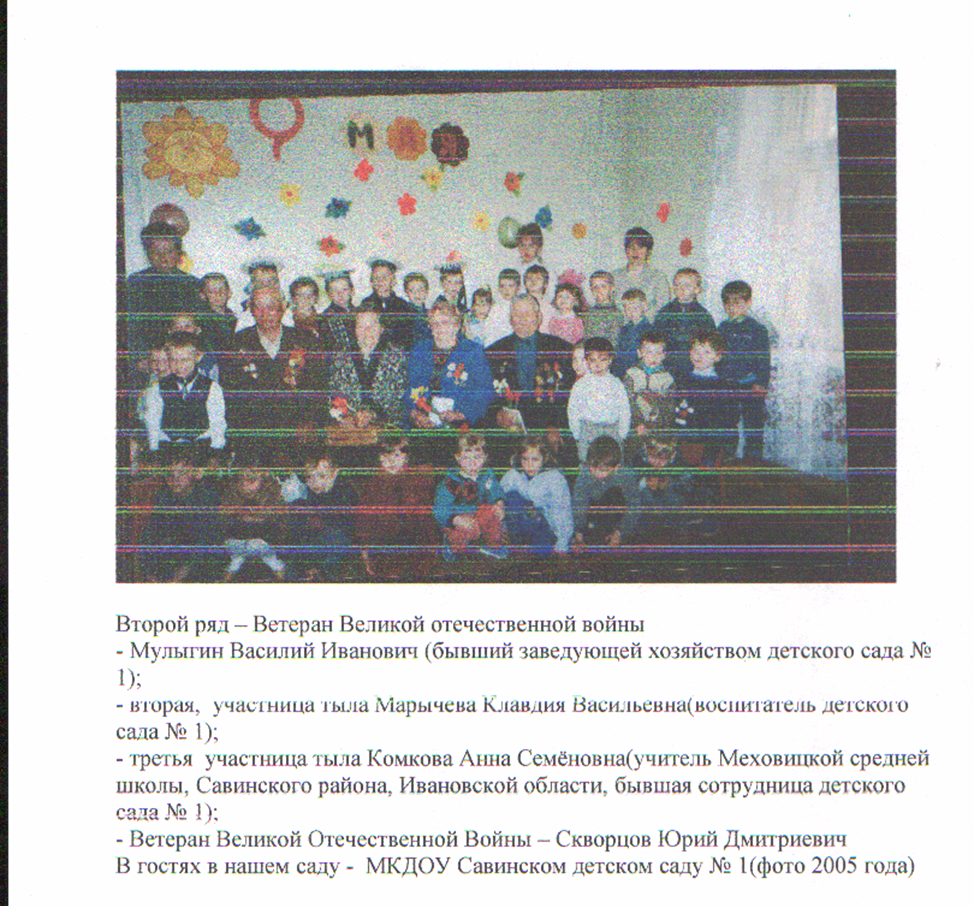 9 МАЯ
Второй ряд – Ветеран Великой отечественной войны
- Мулыгин Василий Иванович (бывший заведующей хозяйством детского сада №
1);
- вторая, участница тыла Марычева Клавдия Васильевна(воспитатель детского
сада № 1);
- третья участница тыла Комкова Анна Семёновна(учитель Меховицкой средней
школы, Савинского района, Ивановской области, бывшая сотрудница детского
сада № 1);
- Ветеран Великой Отечественной Войны – Скворцов Юрий Дмитриевич
В гостях в нашем саду - МКДОУ Савинском детском саду № 1(фото 2005 года)